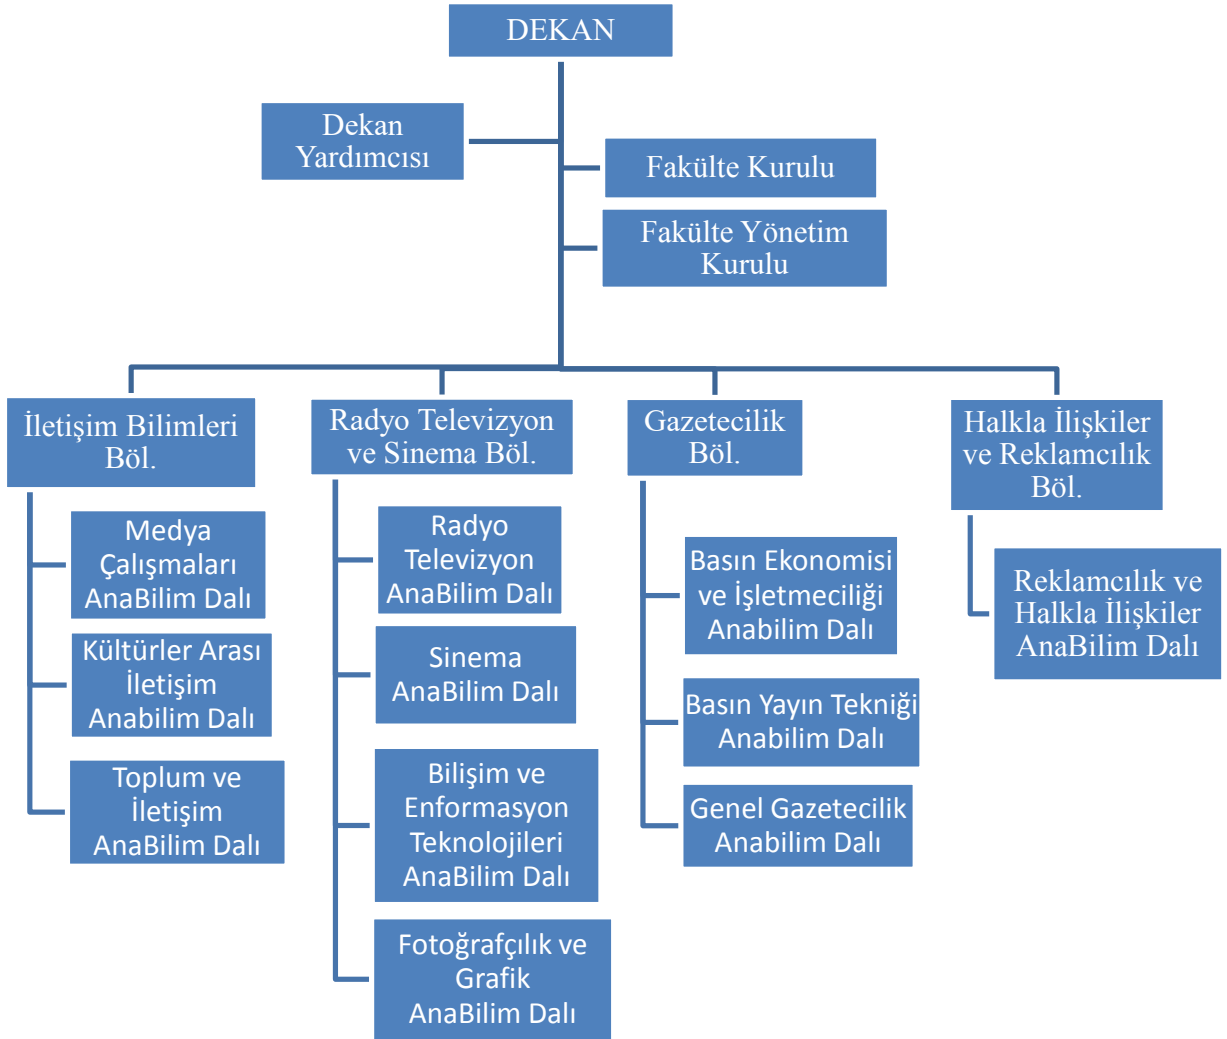 DEKAN
Dekan
Yardımcısı
Fakülte Kurulu
Fakülte Yönetim
Kurulu
İletişim Bilimleri
Böl.
Medya
Çalışmaları
AnaBilim Dalı
Kültürler Arası
İletişim
Anabilim Dalı
Toplum ve
İletişim
AnaBilim Dalı
Radyo Televizyon
ve Sinema Böl.
Radyo
Televizyon
AnaBilim Dalı
Sinema
AnaBilim Dalı
Bilişim ve
Enformasyon
Teknolojileri
AnaBilim Dalı
Fotoğrafçılık ve
Grafik
AnaBilim Dalı
Gazetecilik
Böl.
Basın Ekonomisi
ve İşletmeciliği
Anabilim Dalı
Basın Yayın Tekniği
Anabilim Dalı
Genel Gazetecilik
Anabilim Dalı
Halkla İlişkiler
ve Reklamcılık
Böl.
Reklamcılık ve
Halkla İlişkiler
AnaBilim Dalı